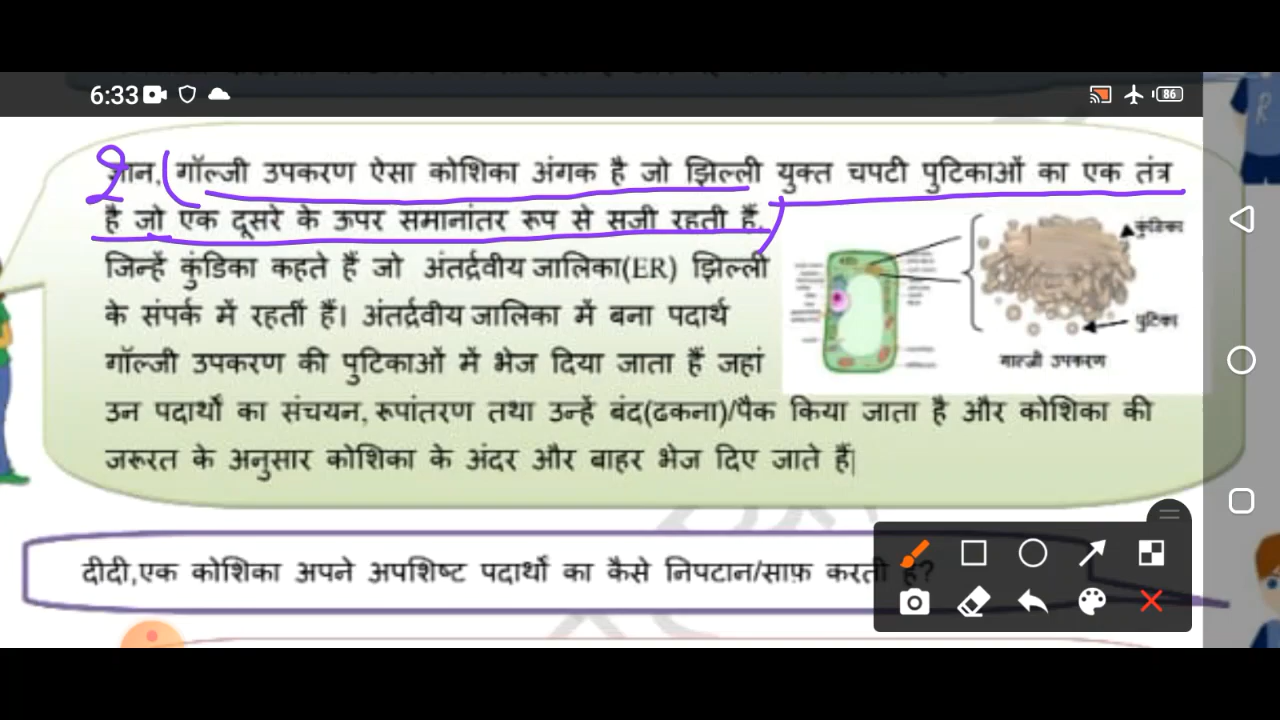 6:33
86
ज्ञान, गॉल्जी उपकरण ऐसा कोशिका अंगक है जो झिल्ली युक्त चपटी पुटिकाओं का एक तंत्र
है जो एक दूसरे के ऊपर समानांतर रूप से सजी रहती हैं,
जिन्हें कुंडिका कहते हैं जो अंतर्द्रवीय जालिका(ER) झिल्ली
के संपर्क में रहतीं हैं। अंतर्द्रवीय जालिका में बना पदार्थ
गॉल्जी उपकरण की पुटिकाओं में भेज दिया जाता हैं जहां
उन पदार्थो का संचयन, रूपांतरण तथा उन्हें बंद(ढकना)/पैक किया जाता है और कोशिका की
जरूरत के अनुसार कोशिका के अंदर और बाहर भेज दिए जाते हैं|
कुंडिका
पुटिका
गाल्जी उपकरण
दीदी,एक कोशिका अपने अपशिष्ट पदार्थो का कैसे निपटान/साफ़ करती है?
R